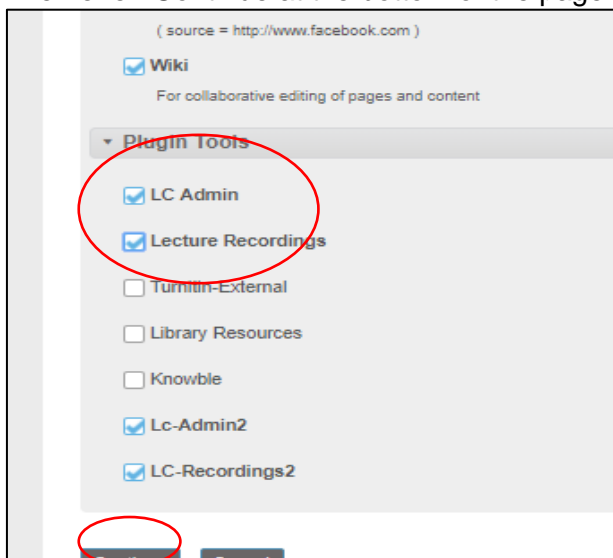 ( source = http://www.facebook.com )
Wiki
For collaborative editing of pages and content
Plugin Tools
LC Admin
Lecture Recordings
Turnitin-External
Library Resources
Knowble
Lc-Admin2
LC-Recordings2